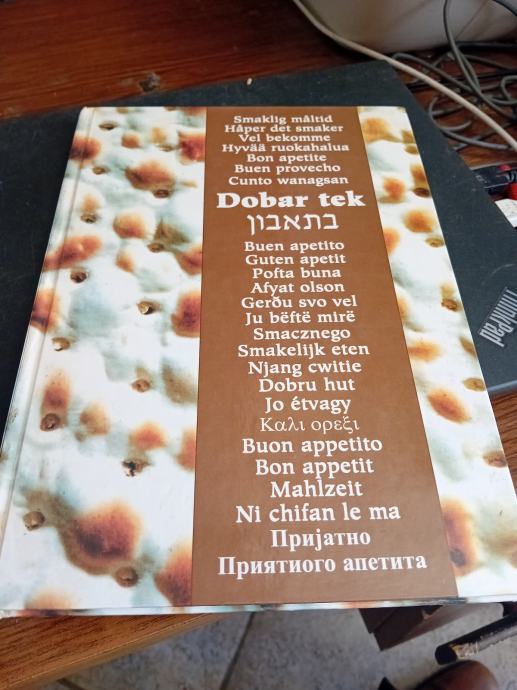 Smaklig måltid
Håper det smaker
Vel bekomme
Hyvää ruokahalua
Bon apetite
Buen provecho
Cunto wanagsan
Dobar tek
בתאבון
Buen apetito
Guten apetit
Pofta buna
Afyat olson
Gerðu svo vel
Ju bëftë mirë
Smacznego
Smakelijk eten
Njang cwitie
Dobru hut
Jo étvagy
Καλι ορεξι
Buon appetito
Bon appetit
Mahlzeit
Ni chifan le ma
Пријатно
Приятиого апетита
ThinkPad